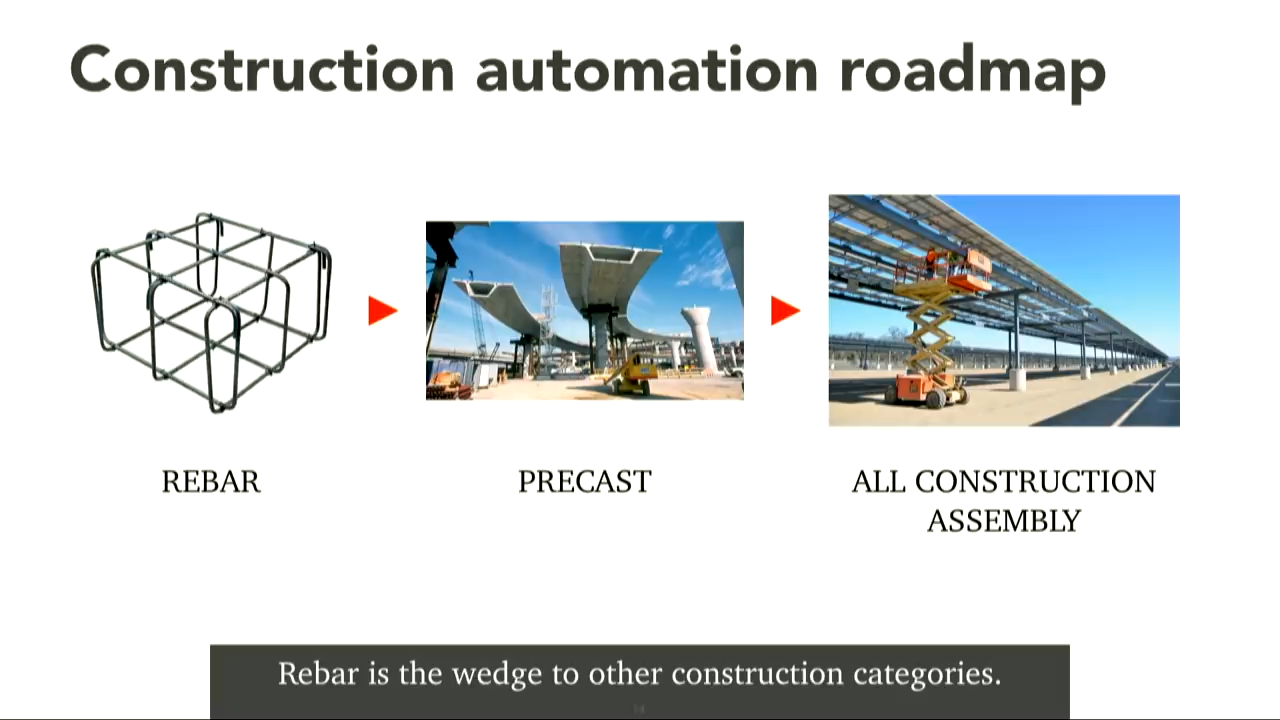 Construction automation roadmap
REBAR
PRECAST
ALL CONSTRUCTION
ASSEMBLY
Rebar is the wedge to other construction categories.